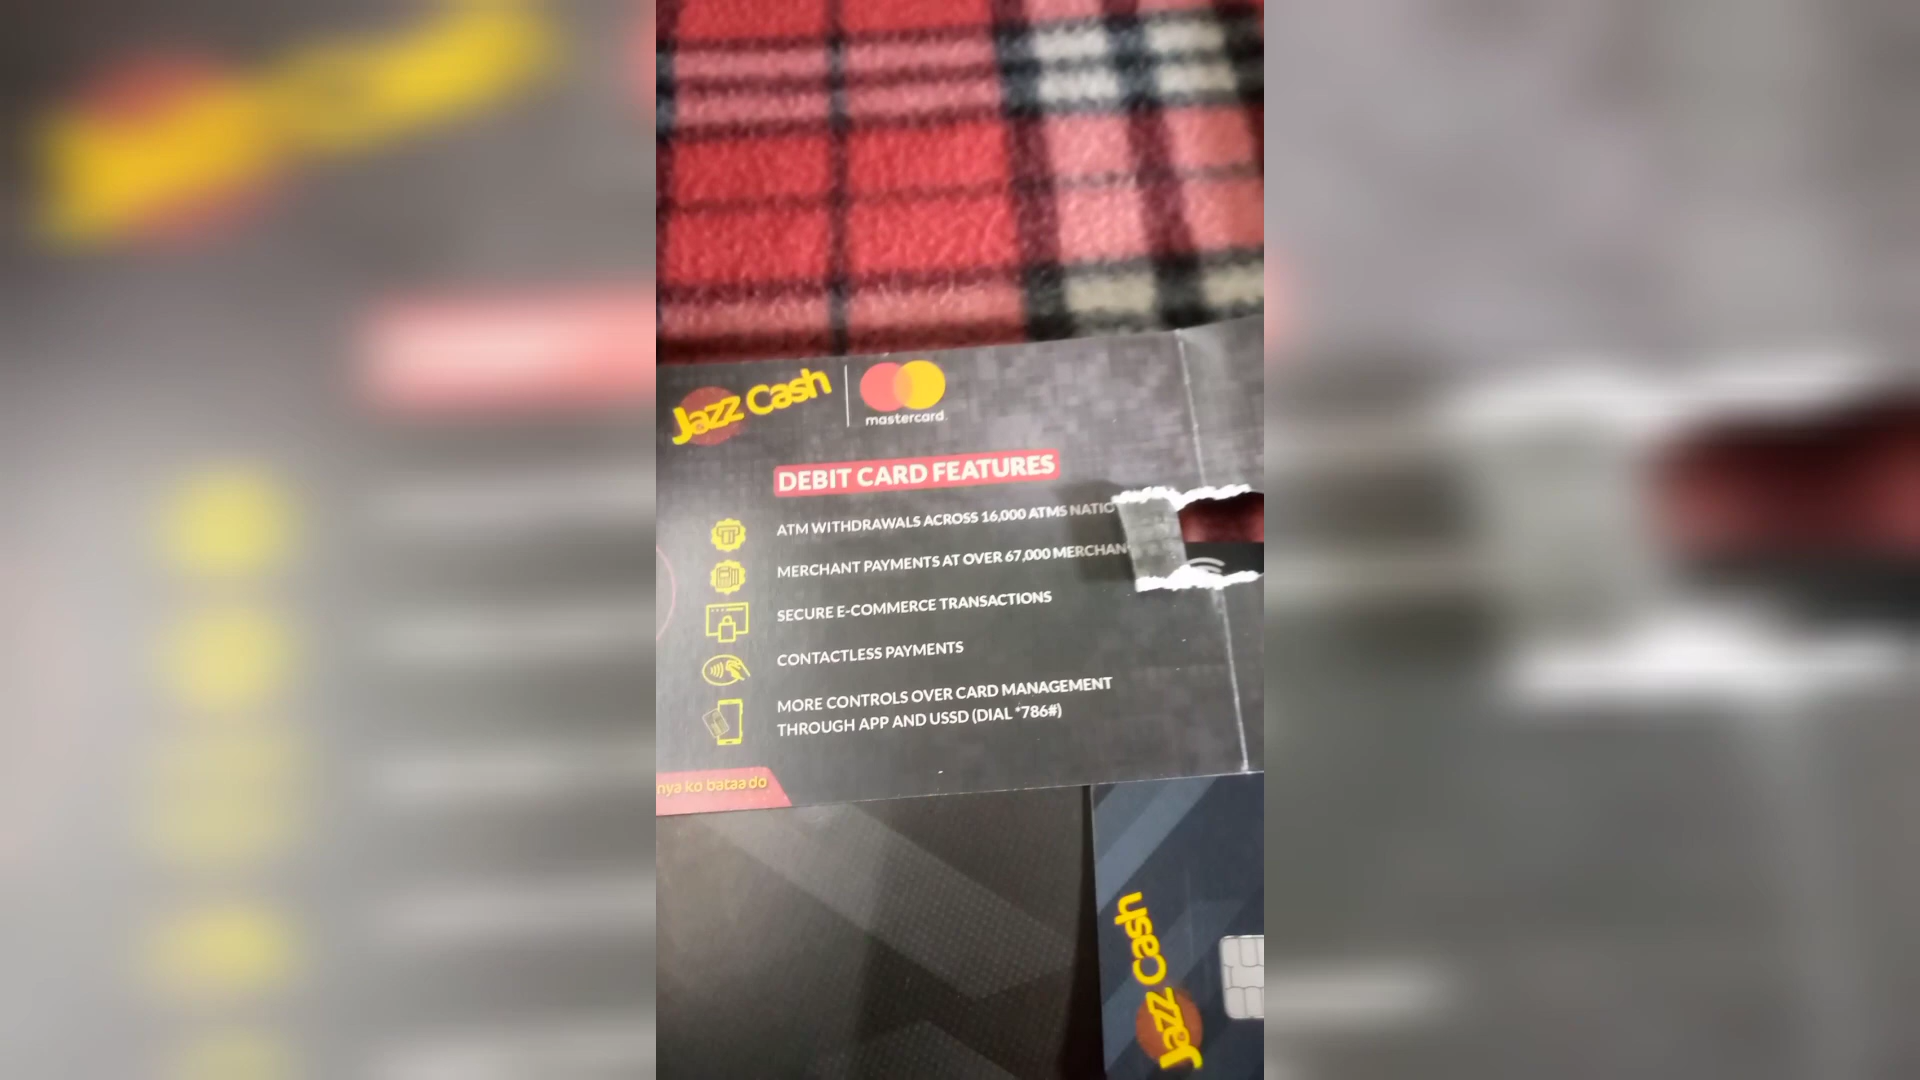 Jazz Cash
mastercard.
DEBIT CARD FEATURES
ATM WITHDRAWALS ACROSS 16,000 ATMS
MERCHANT PAYMENTS AT OVER 67,000
SECURE E-COMMERCE TRANSACTIONS
CONTACTLESS PAYMENTS
MORE CONTROLS OVER CARD MANAGEMENT
THROUGH APP AND USSD (DIAL *786#)
ko bataa do
Jazz Cash